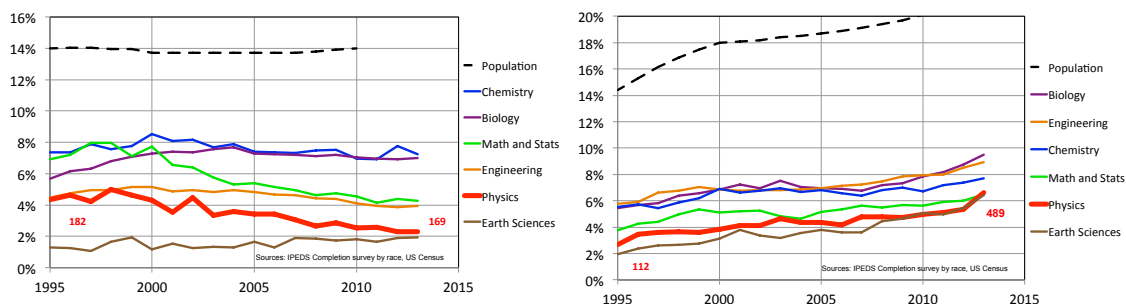 16%
14%
12%
10%
8%
6%
4%
2%
0%
182
169
Sources: IPEDS Completion survey by race, US Census
1995
2000
2005
2010
2015
Population
Chemistry
Biology
Math and Stats
Engineering
Physics
Earth Sciences
20%
18%
16%
14%
12%
10%
8%
6%
4%
2%
0%
112
489
Sources: IPEDS Completion survey by race, US Census
1995
2000
2005
2010
2015
Population
Biology
Engineering
Chemistry
Math and Stats
Physics
Earth Sciences